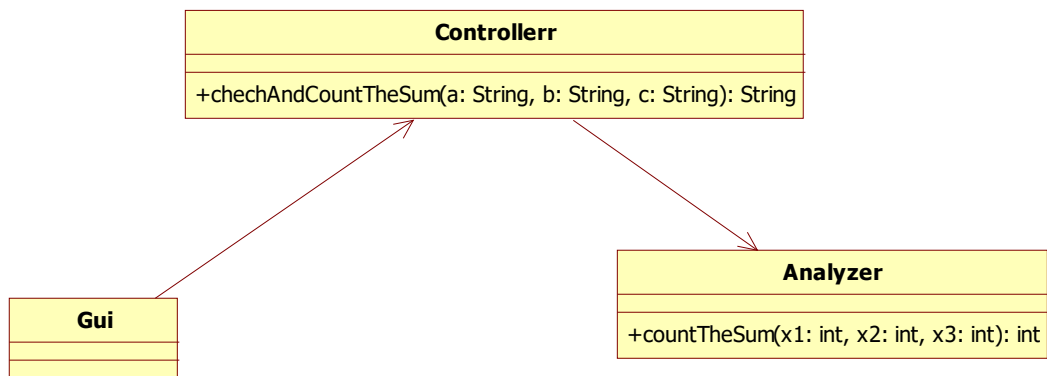 Controllerr
+chechAndCountTheSum(a: String, b: String, c: String): String
Analyzer
+countTheSum(x1: int, x2: int, x3: int): int
Gui